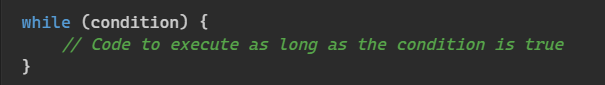 while (condition) {
    // Code to execute as long as the condition is true
}